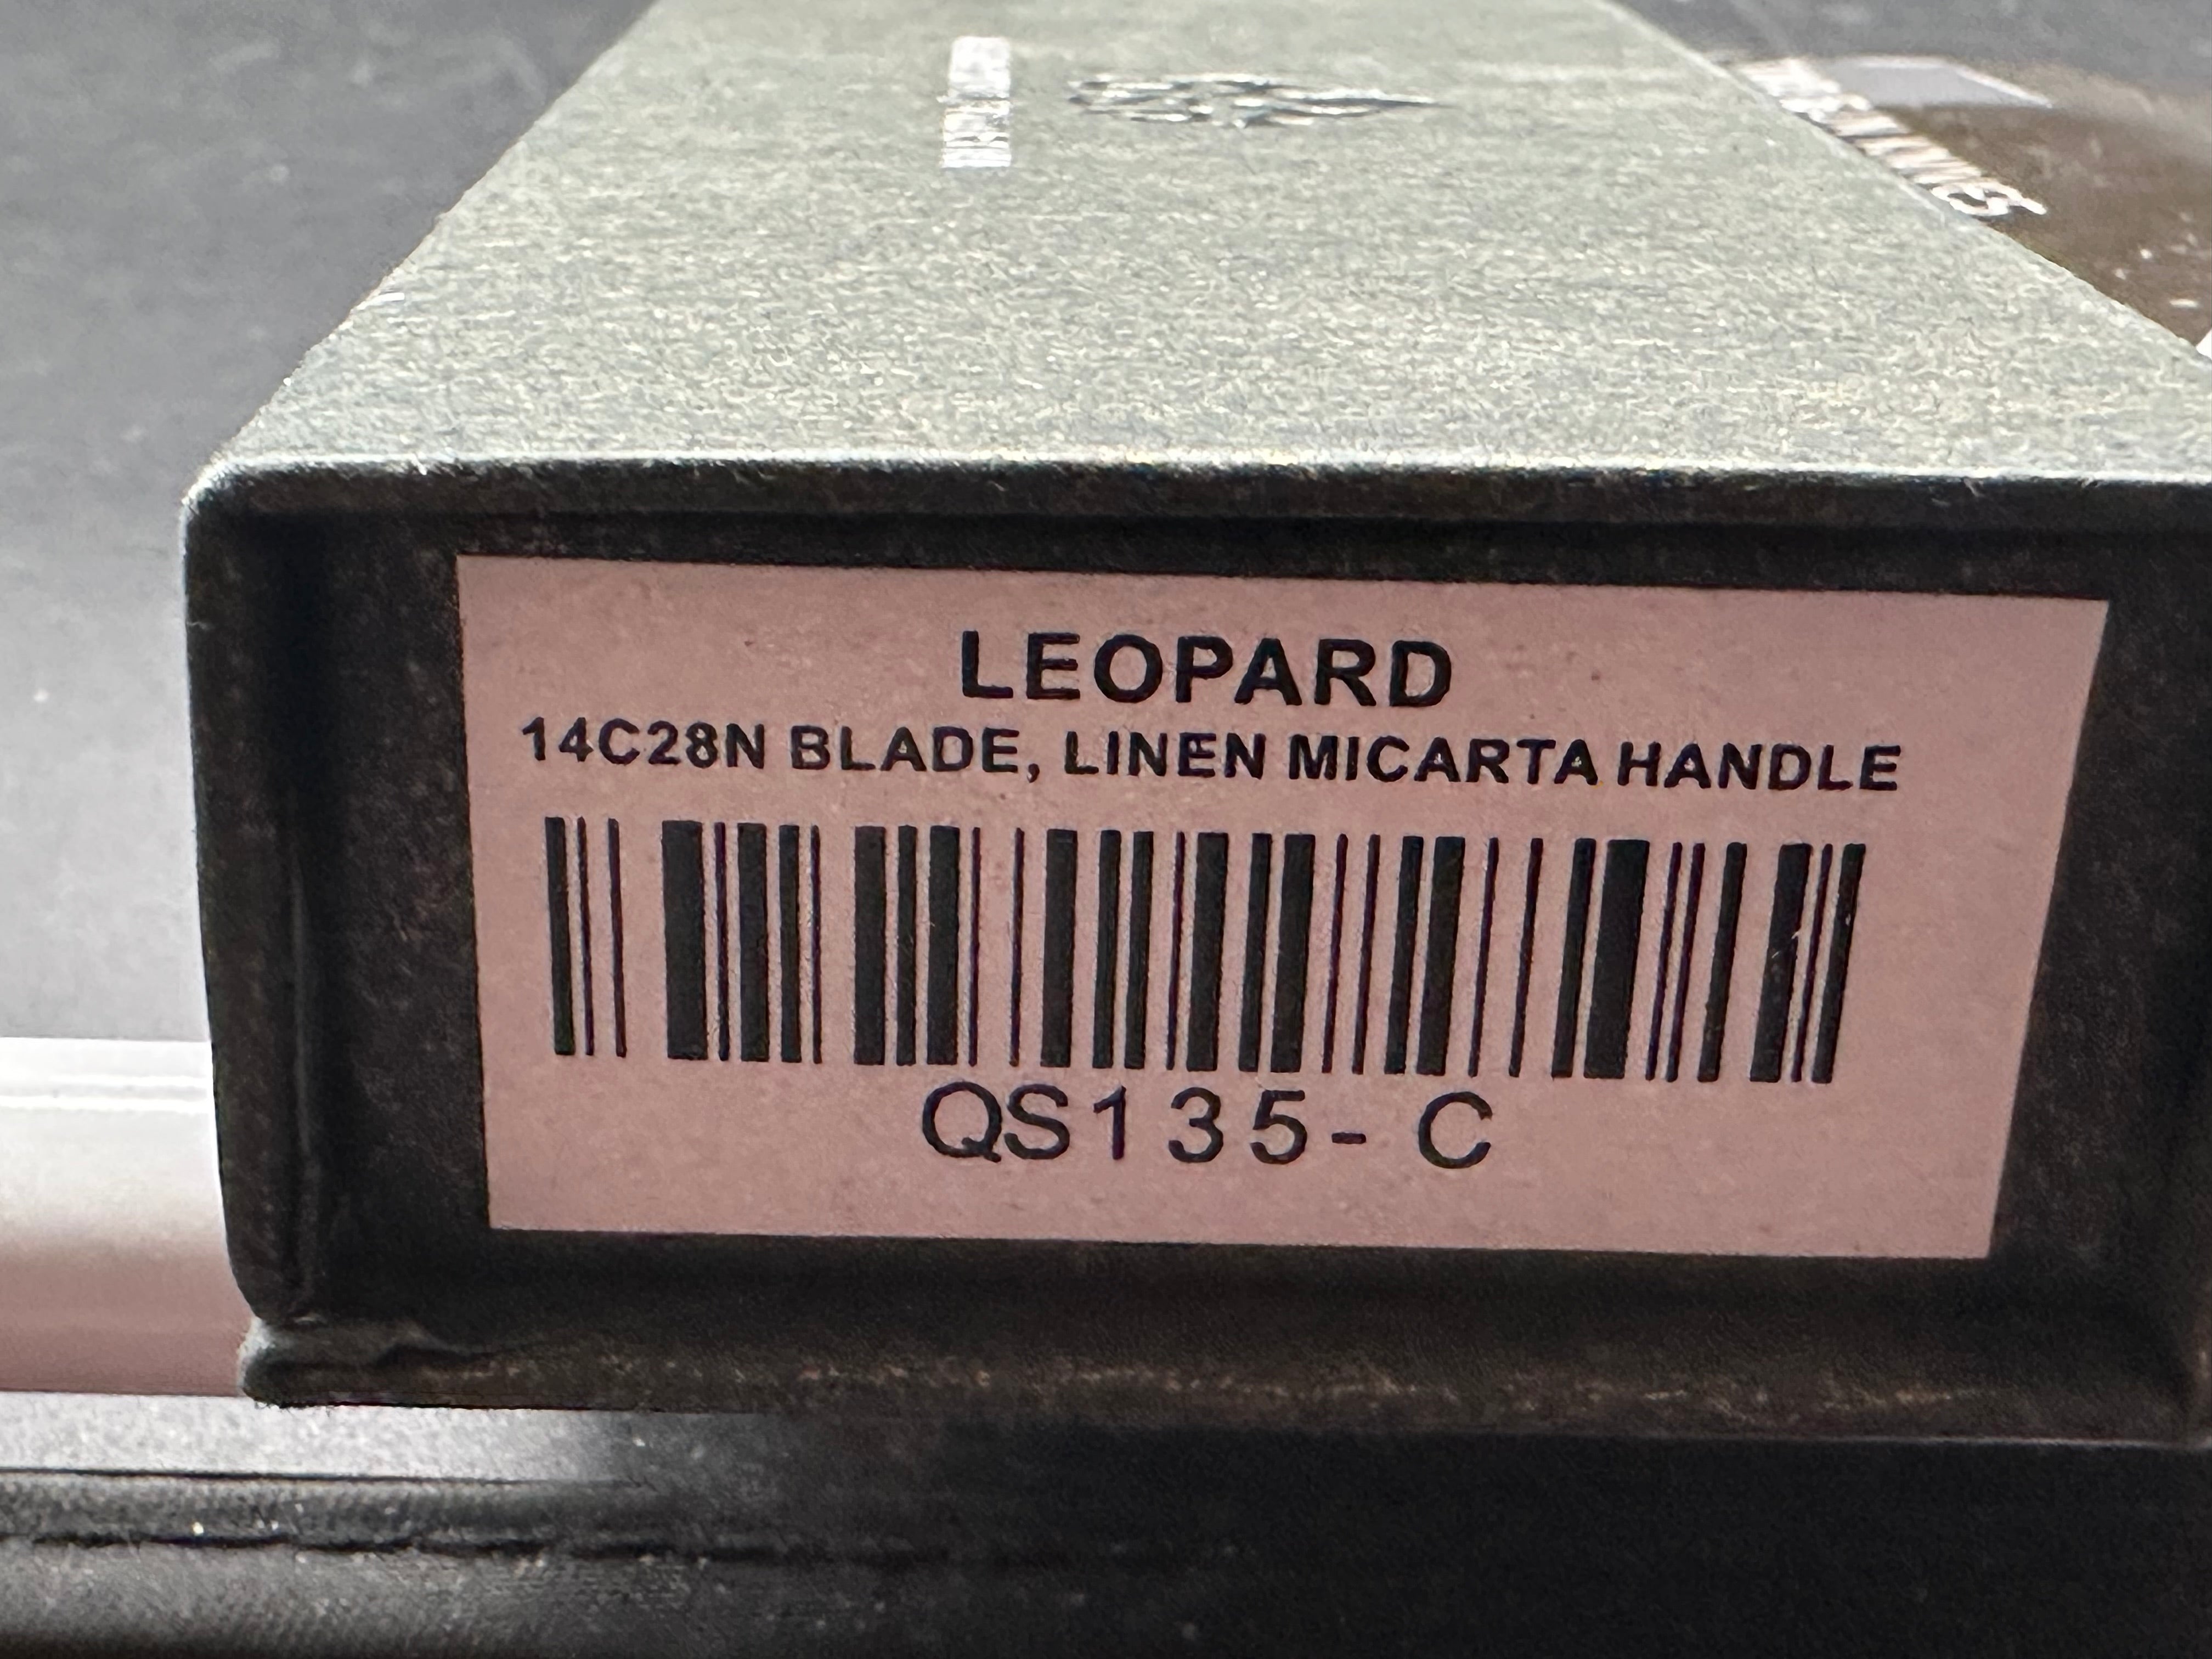 LEOPARD
14C28N BLADE, LINEN MICARTA HANDLE
QS135-C